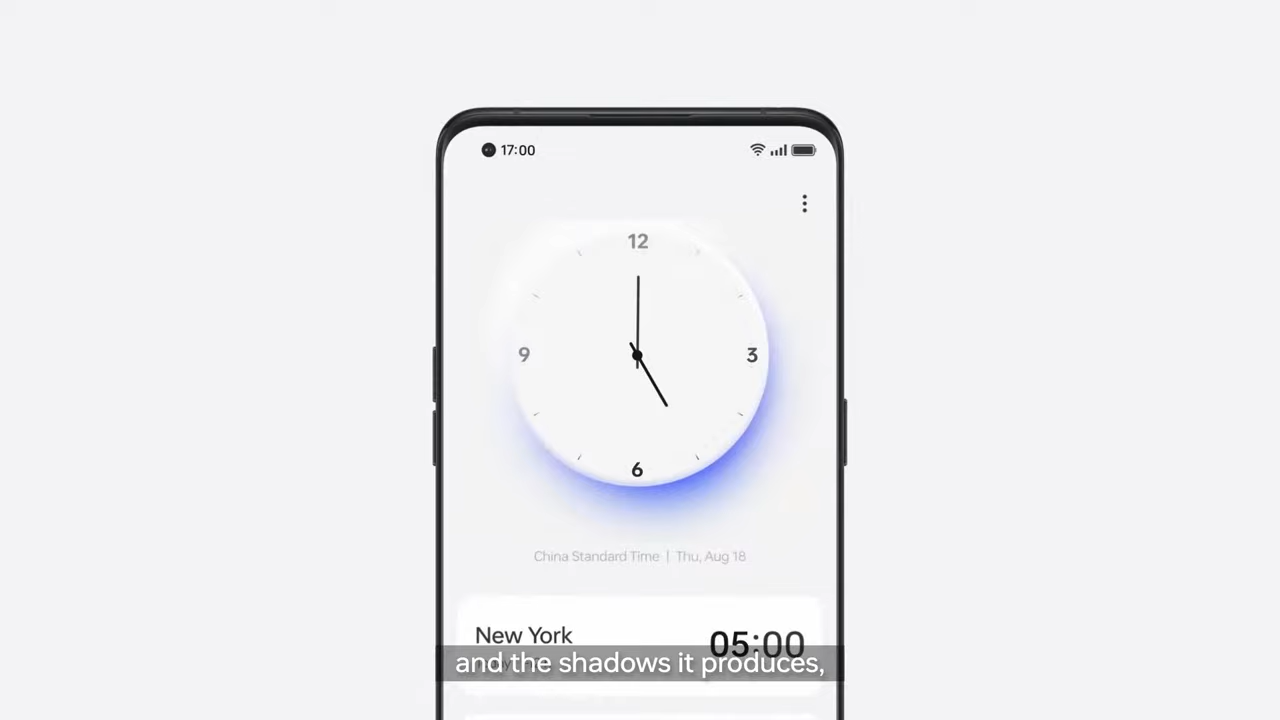 17:00
12
9
3
6
China Standard Time | Thu, Aug 18
New York
05:00
and the shadows it produces,